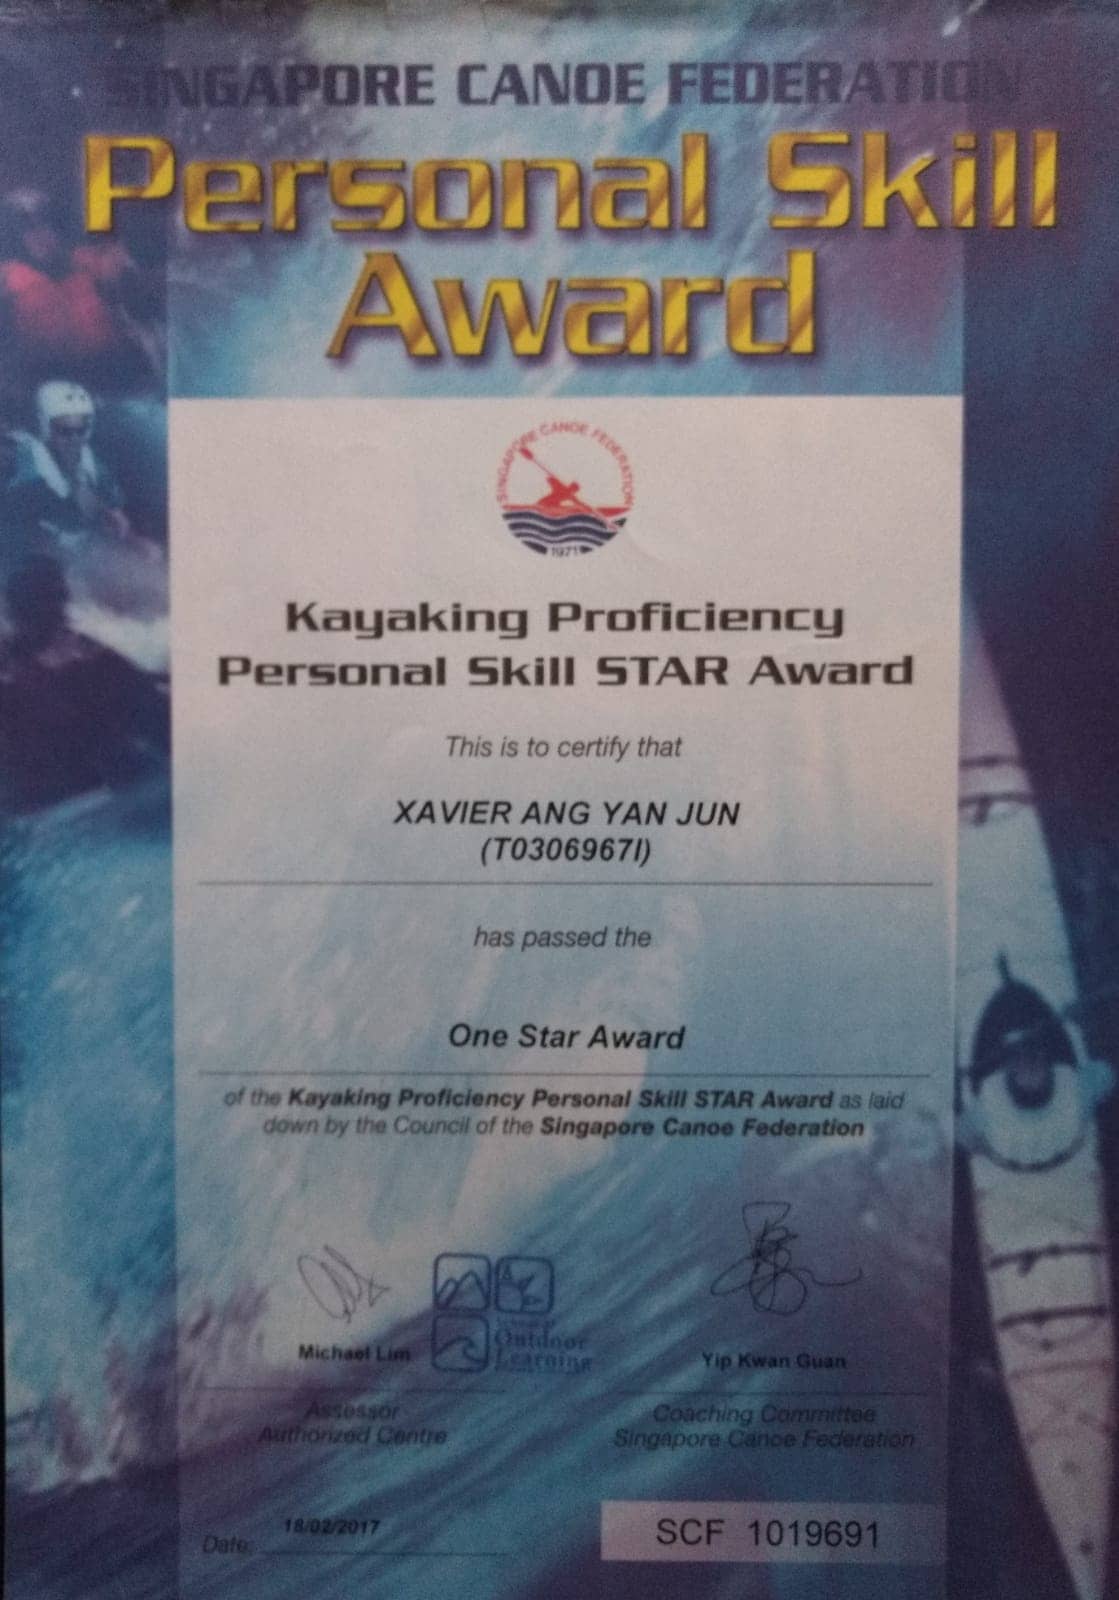 SINGAPORE CANOE FEDERATION
Personal Skill
Award
SINGAPORE CANOE FEDERATION
1971
Kayaking Proficiency
Personal Skill STAR Award
This is to certify that
XAVIER ANG YAN JUN
(T0306967I)
has passed the
One Star Award
of the Kayaking Proficiency Personal Skill STAR Award as laid
down by the Council of the Singapore Canoe Federation
Outdoor
Learning
Michael Lim
Yip Kwan Guan
Assessor
Authorized Centre
Coaching Committee
Singapore Canoe Federation
Date: 18/02/2017
SCF 1019691